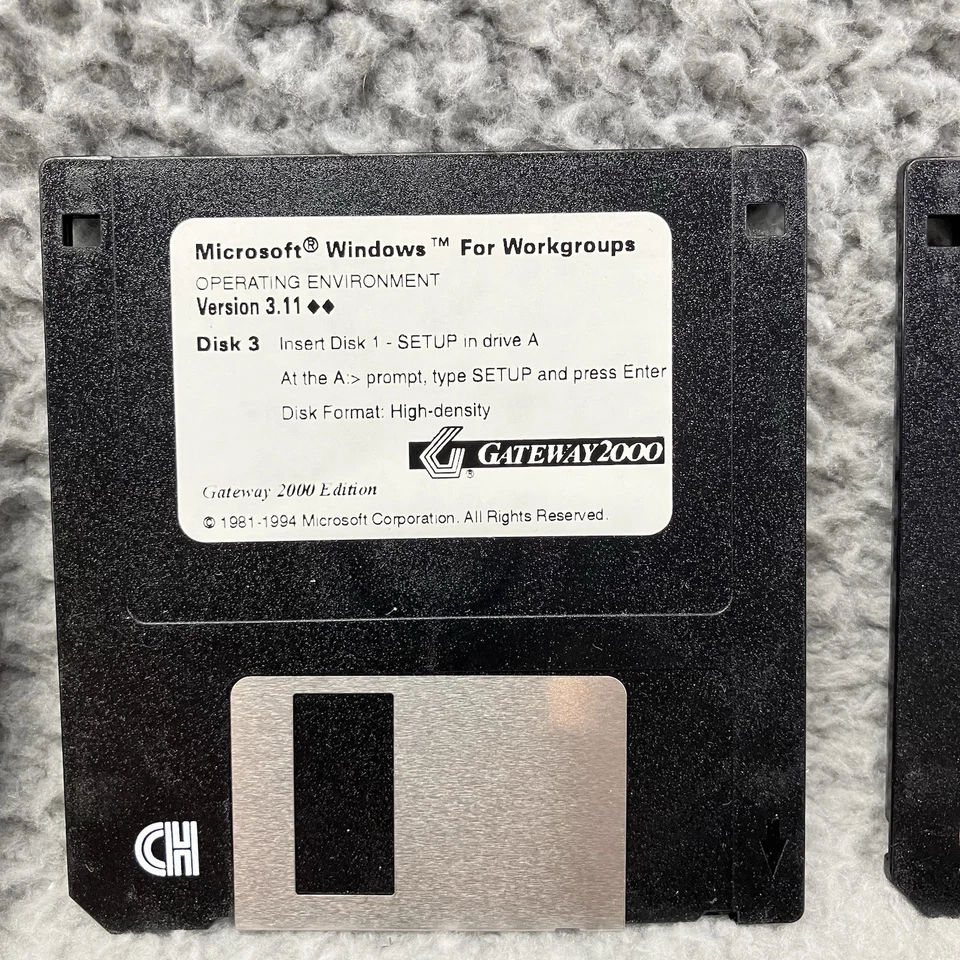 Microsoft® Windows™ For Workgroups
OPERATING ENVIRONMENT
Version 3.11 ◆◆
Disk 3 Insert Disk 1 - SETUP in drive A
At the A:> prompt, type SETUP and press Enter
Disk Format: High-density
® GATEWAY2000
Gateway 2000 Edition
© 1981-1994 Microsoft Corporation. All Rights Reserved.
CH